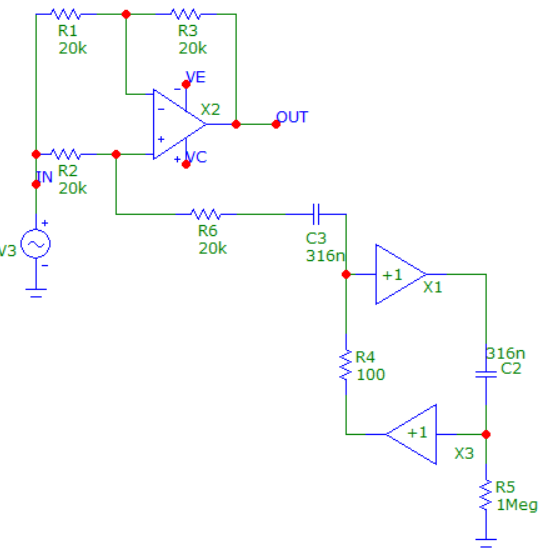 R1
20k
R3
20k
VE
-
X2
-
+
OUT
+
VC
IN
R2
20k
+
V3
-
R6
20k
C3
316n
+1
X1
R4
100
316n
C2
+1
X3
R5
1Meg